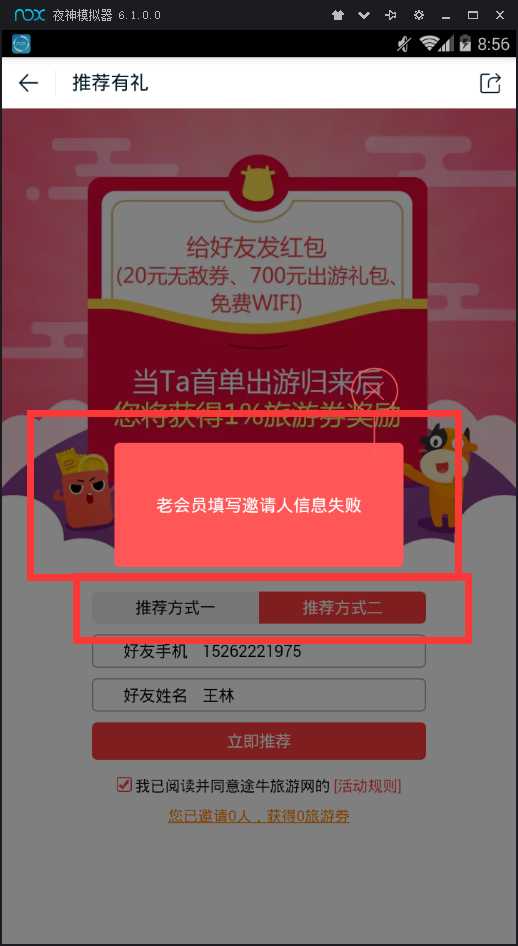 nox 夜神模拟器 6.1.0.0
8:56
推荐有礼
给好友发红包
(20元无敌券、700元出游礼包、
免费WIFI)
当Ta首单出游归来后
您将获得1%旅游券奖励
老会员填写邀请人信息失败
推荐方式一 推荐方式二
好友手机 15262221975
好友姓名 王林
立即推荐
我已阅读并同意途牛旅游网的 [活动规则]
您已邀请0人，获得0旅游券